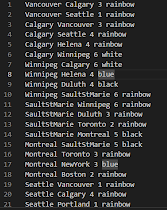 1 Vancouver Calgary 3 rainbow
2 Vancouver Seattle 1 rainbow
3 Calgary Vancouver 3 rainbow
4 Calgary Seattle 4 rainbow
5 Calgary Helena 4 rainbow
6 Calgary Winnipeg 6 white
7 Winnipeg Calgary 6 white
8 Winnipeg Helena 4 blue
9 Winnipeg Duluth 4 black
10 Winnipeg SaultStMarie 6 rainbow
11 SaultStMarie Winnipeg 6 rainbow
12 SaultStMarie Duluth 3 rainbow
13 SaultStMarie Toronto 2 rainbow
14 SaultStMarie Montreal 5 black
15 Montreal SaultStMarie 5 black
16 Montreal Toronto 3 rainbow
17 Montreal NewYork 3 blue
18 Montreal Boston 2 rainbow
19 Seattle Vancouver 1 rainbow
20 Seattle Calgary 4 rainbow
21 Seattle Portland 1 rainbow